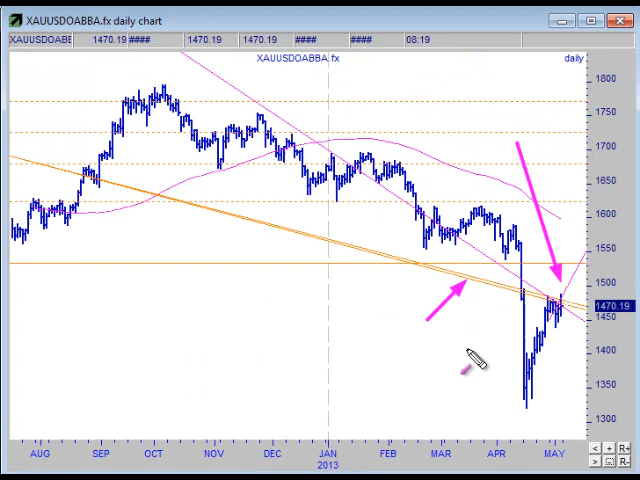 XAUUSDOABBA.fx daily chart
XAUUSDOABBA 1470.19 #### 1470.19 1470.19 #### #### 08:19
XAUUSDOABBA.fx daily
1800
1750
1700
1650
1600
1550
1500
1470.19
1450
1400
1350
1300
AUG SEP OCT NOV DEC JAN FEB MAR APR MAY
2013
< + R+
> R-